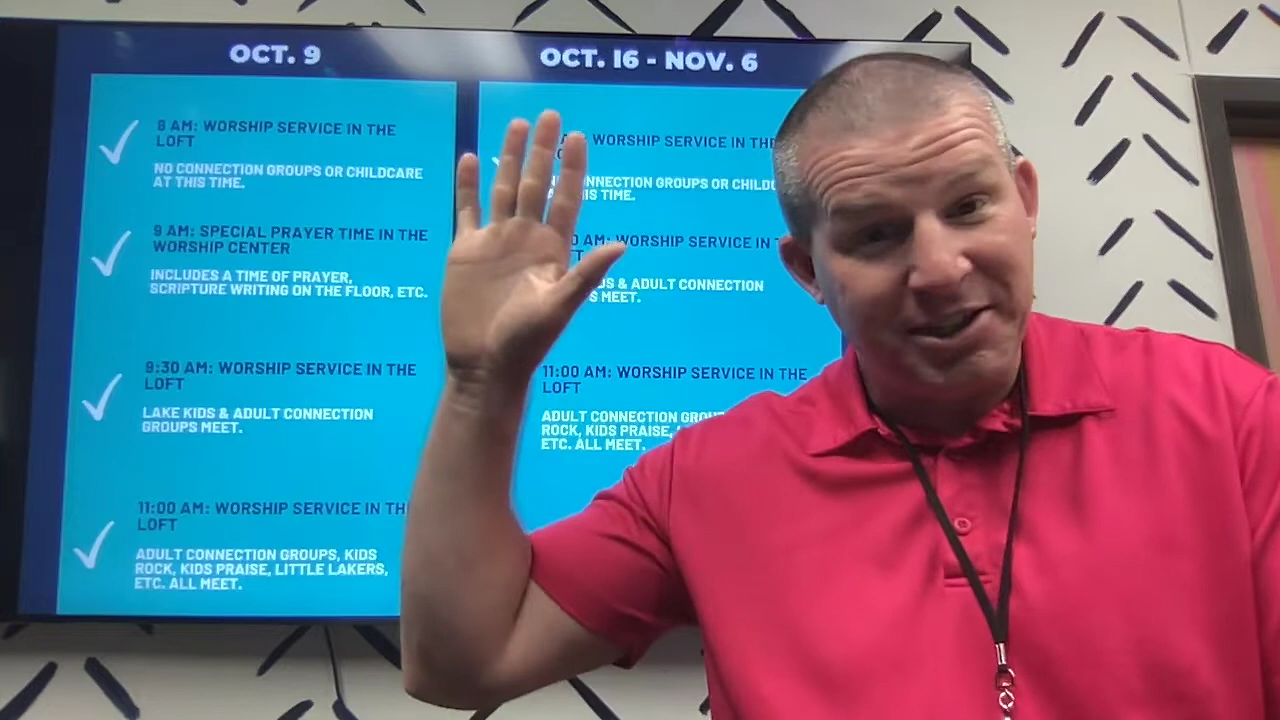 OCT. 9
8 AM: WORSHIP SERVICE IN THE
LOFT
NO CONNECTION GROUPS OR CHILDCARE
AT THIS TIME.
9 AM: SPECIAL PRAYER TIME IN THE
WORSHIP CENTER
INCLUDES A TIME OF PRAYER,
SCRIPTURE WRITING ON THE FLOOR, ETC.
9:30 AM: WORSHIP SERVICE IN THE
LOFT
LAKE KIDS & ADULT CONNECTION
GROUPS MEET.
11:00 AM: WORSHIP SERVICE IN TH
LOFT
ADULT CONNECTION GROUPS, KIDS
ROCK, KIDS PRAISE, LITTLE LAKERS,
ETC. ALL MEET.
OCT. 16 - NOV. 6
WORSHIP SERVICE IN THE
CONNECTION GROUPS OR
TIME.
AM: WORSHIP SERVICE IN
& ADULT CONNECTION
MEET.
11:00 AM: WORSHIP SERVICE IN THE
LOFT
ADULT CONNECTION
ROCK, KIDS PRAISE,
ETC. ALL MEET.